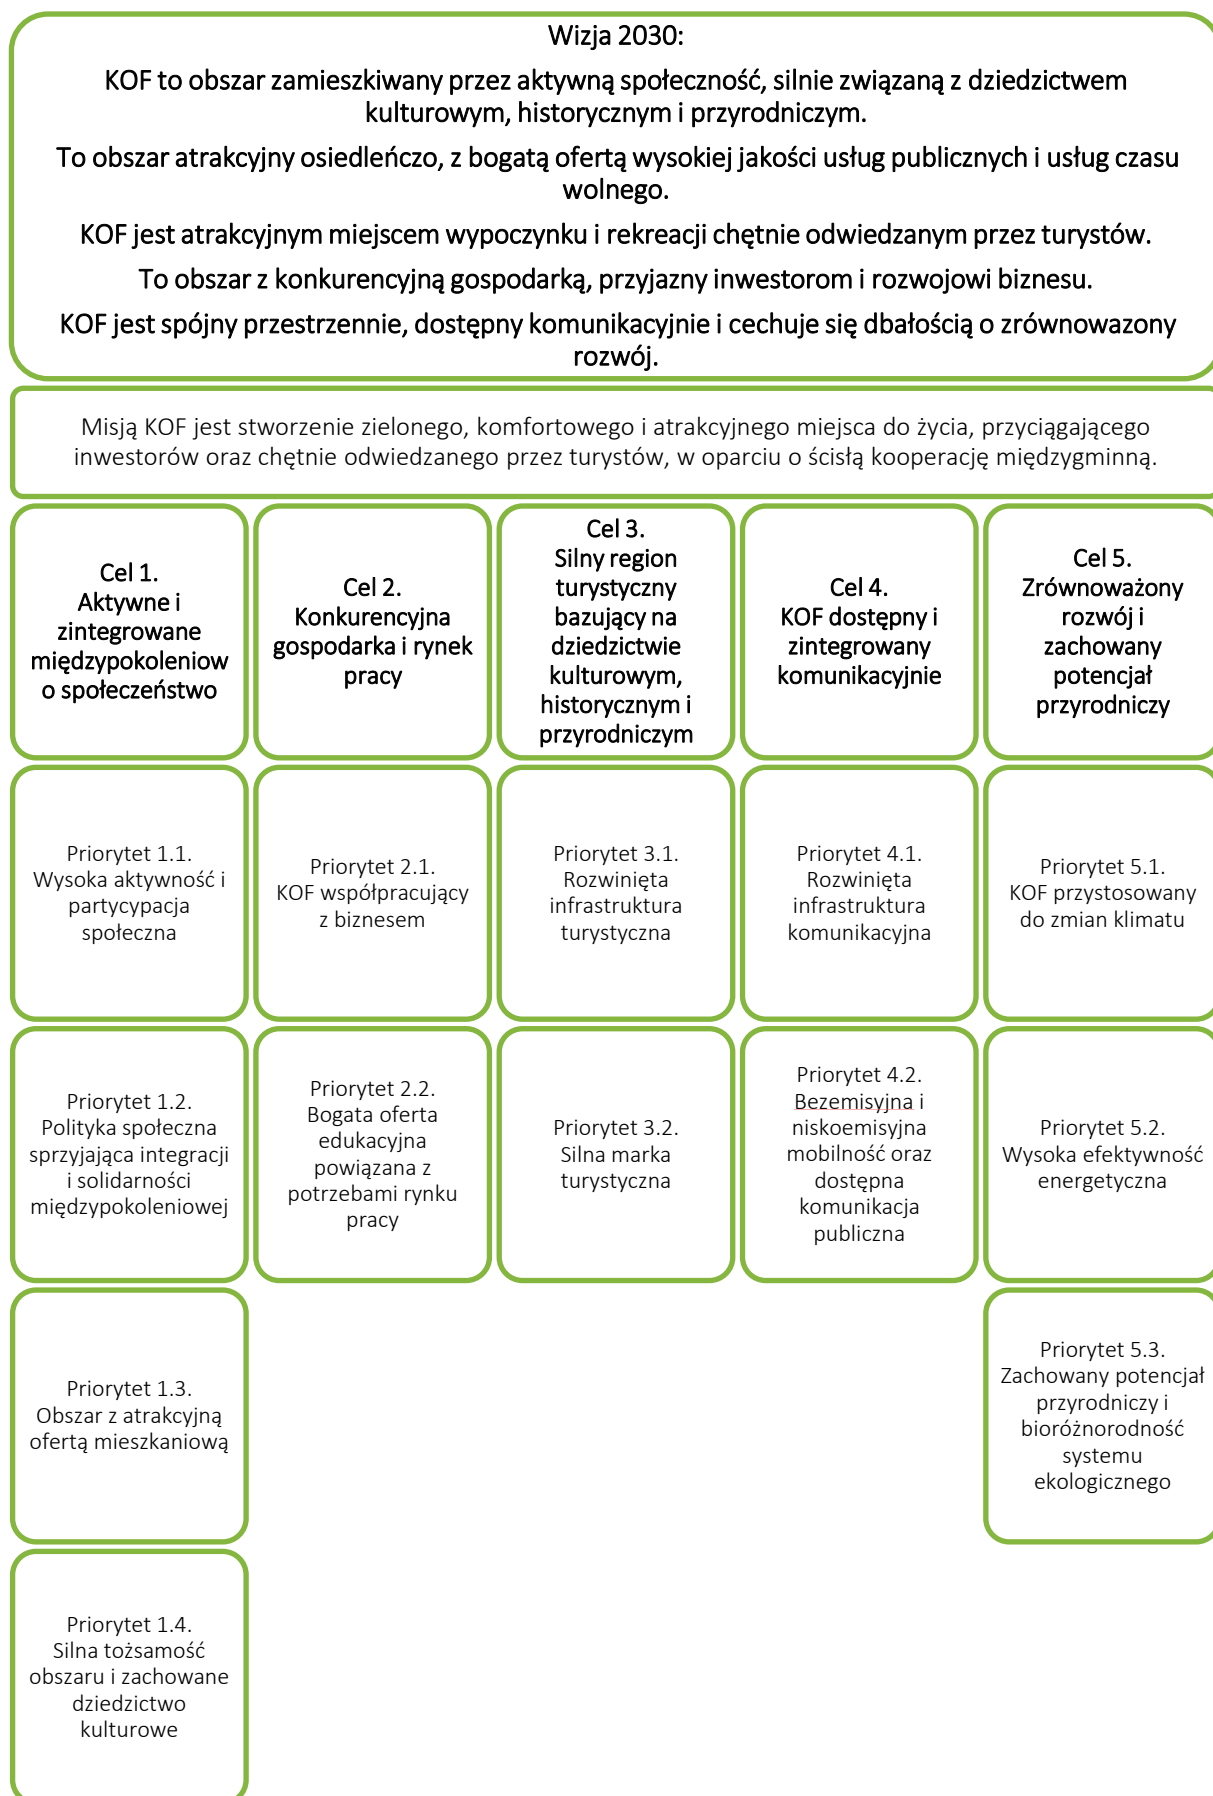 Wizja 2030:
KOF to obszar zamieszkiwany przez aktywną społeczność, silnie związaną z dziedzictwem
kulturowym, historycznym i przyrodniczym.
To obszar atrakcyjny osiedleńczo, z bogatą ofertą wysokiej jakości usług publicznych i usług czasu
wolnego.
KOF jest atrakcyjnym miejscem wypoczynku i rekreacji chętnie odwiedzanym przez turystów.
To obszar z konkurencyjną gospodarką, przyjazny inwestorom i rozwojowi biznesu.
KOF jest spójny przestrzennie, dostępny komunikacyjnie i cechuje się dbałością o zrównowazony
rozwój.
Misją KOF jest stworzenie zielonego, komfortowego i atrakcyjnego miejsca do życia, przyciągającego
inwestorów oraz chętnie odwiedzanego przez turystów, w oparciu o ścisłą kooperację międzygminną.
Cel 1.
Aktywne i
zintegrowane
międzypokoleniow
o społeczeństwo
Cel 2.
Konkurencyjna
gospodarka i rynek
pracy
Cel 3.
Silny region
turystyczny
bazujący na
dziedzictwie
kulturowym,
historycznym i
przyrodniczym
Cel 4.
KOF dostępny i
zintegrowany
komunikacyjnie
Cel 5.
Zrównoważony
rozwój i
zachowany
potencjał
przyrodniczy
Priorytet 1.1.
Wysoka aktywność i
partycypacja
społeczna
Priorytet 2.1.
KOF współpracujący
z biznesem
Priorytet 3.1.
Rozwinięta
infrastruktura
turystyczna
Priorytet 4.1.
Rozwinięta
infrastruktura
komunikacyjna
Priorytet 5.1.
KOF przystosowany
do zmian klimatu
Priorytet 1.2.
Polityka społeczna
sprzyjająca integracji
i solidarności
międzypokoleniowej
Priorytet 2.2.
Bogata oferta
edukacyjna
powiązana z
potrzebami rynku
pracy
Priorytet 3.2.
Silna marka
turystyczna
Priorytet 4.2.
Bezemisyjna i
niskoemisyjna
mobilność oraz
dostępna
komunikacja
publiczna
Priorytet 5.2.
Wysoka efektywność
energetyczna
Priorytet 1.3.
Obszar z atrakcyjną
ofertą mieszkaniową
Priorytet 5.3.
Zachowany potencjał
przyrodniczy i
bioróżnorodność
systemu
ekologicznego
Priorytet 1.4.
Silna tożsamość
obszaru i zachowane
dziedzictwo
kulturowe